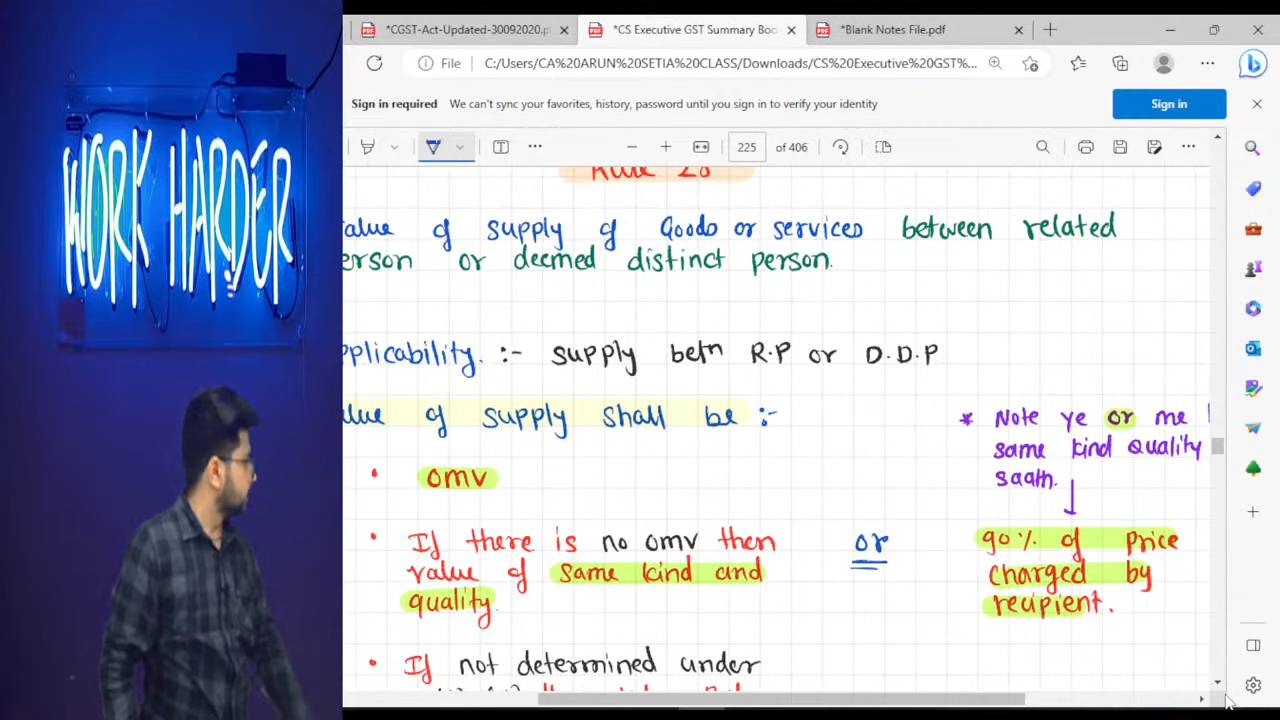 *CGST-Act-Updated-30092020.p
*CS Executive GST Summary Boo
*Blank Notes File.pdf
File
C:/Users/CA%20ARUN%20SETIA%20CLASS/Downloads/CS%20Executive%20GST%...
Sign in required We can't sync your favorites, history, password until you sign in to verify your identity
Sign in
225 of 406
WORK HARDER
Rule 28
alue of supply of Goods or services between related
erson or deemed distinct person.
pplicability. :- supply betn R.P or D.D.P
lue of supply shall be :-
* Note ye or me
same kind quality
saath.
• omv
• If there is no omv then
value of same kind and
quality.
or
90% of Price
charged by
recipient.
• If not determined under